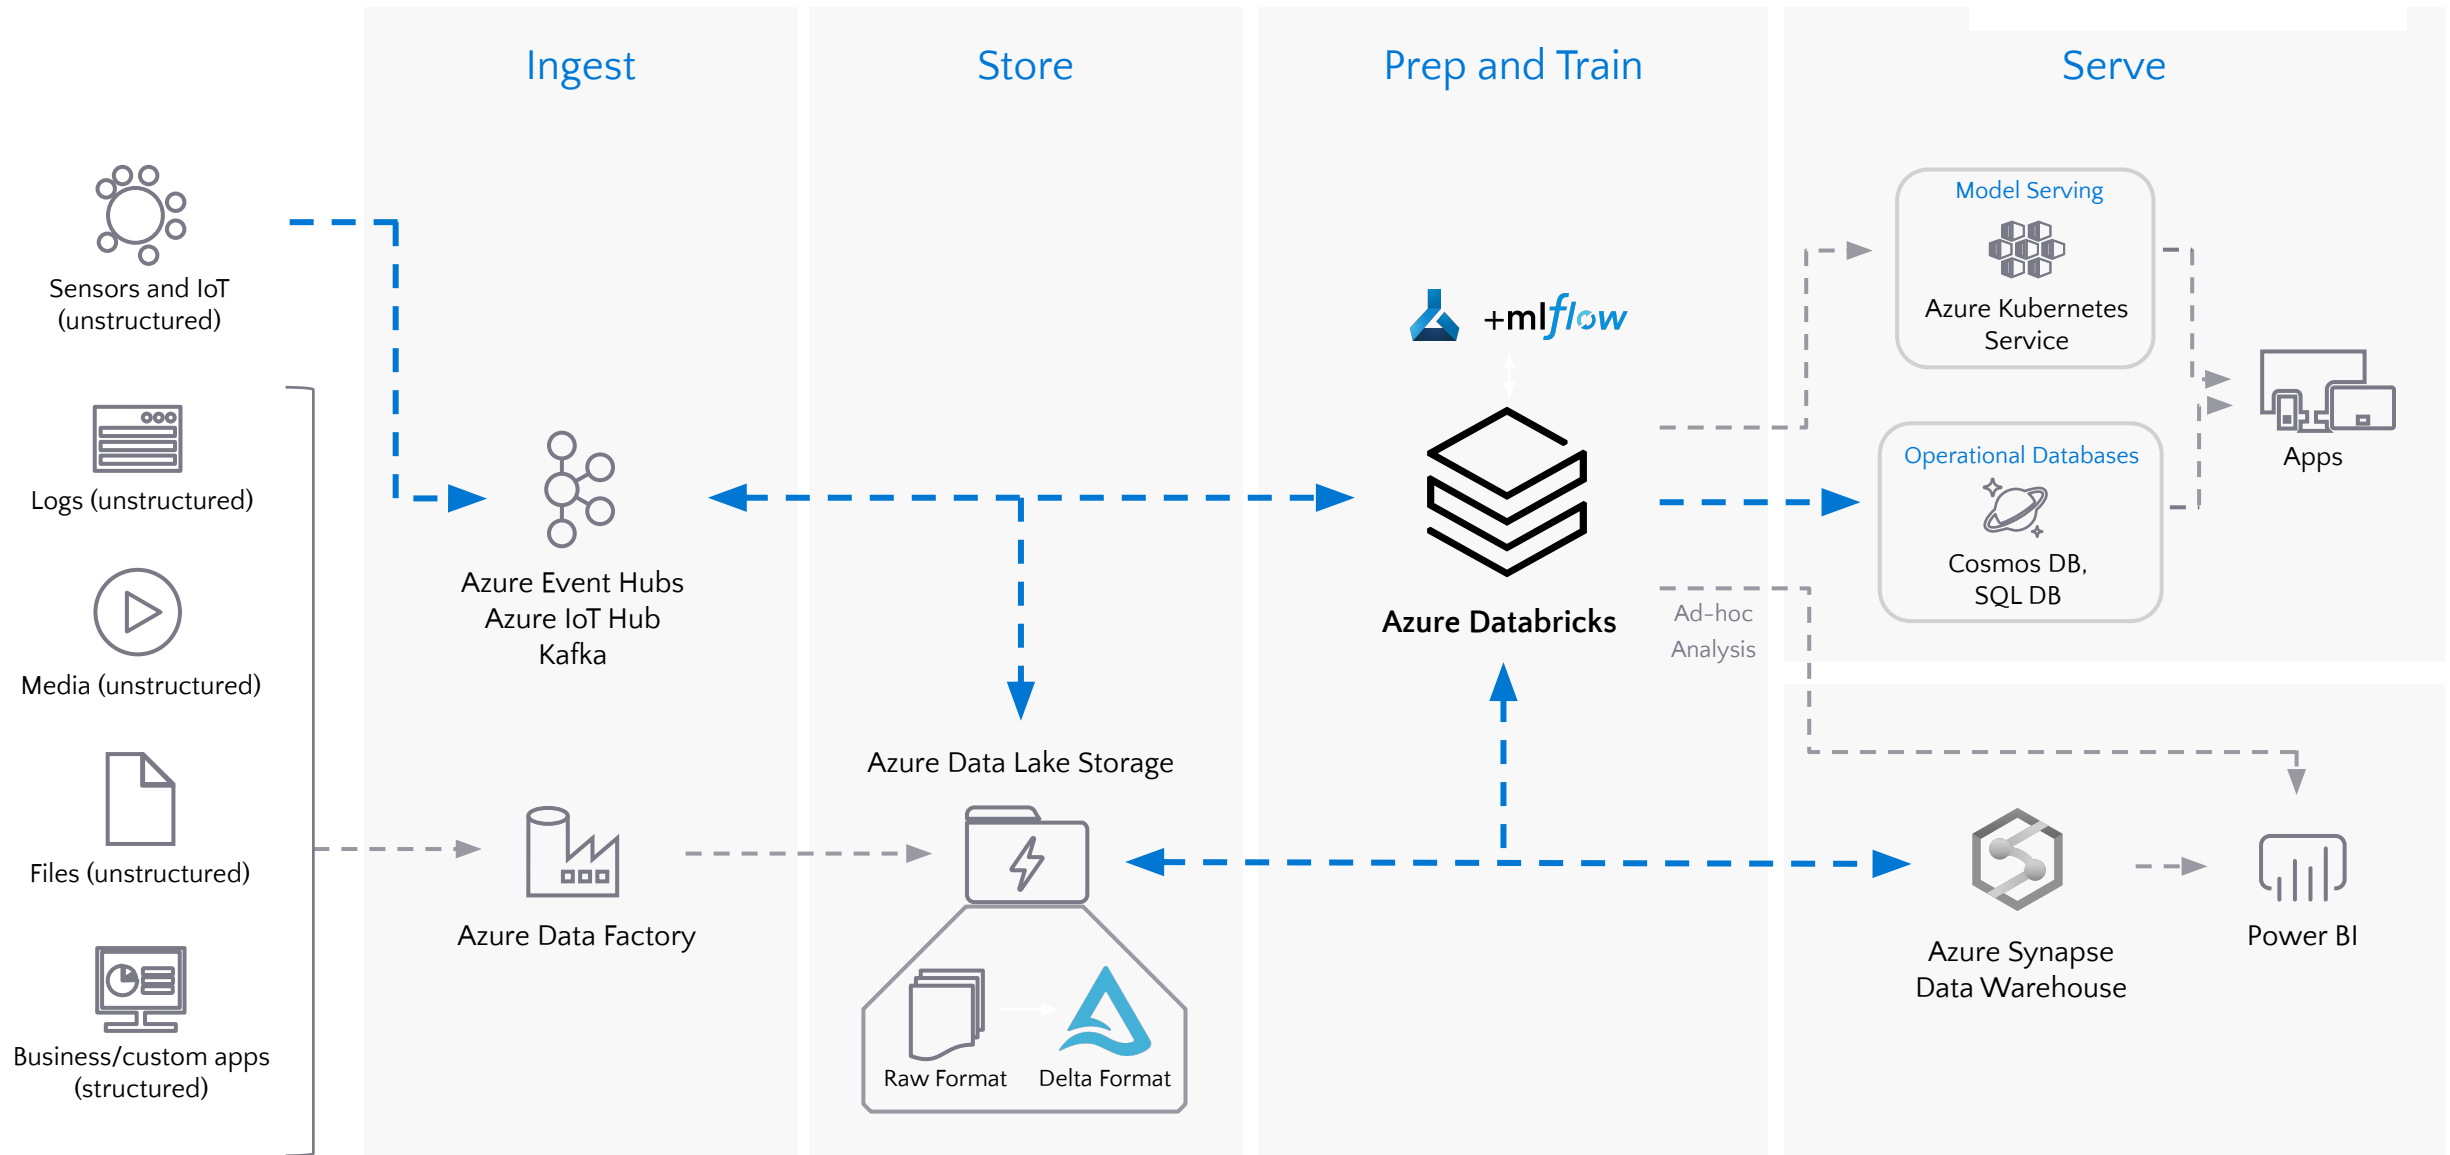 Ingest
Store
Prep and Train
Serve
Sensors and IoT
(unstructured)
Logs (unstructured)
Media (unstructured)
Files (unstructured)
Business/custom apps
(structured)
Azure Event Hubs
Azure IoT Hub
Kafka
Azure Data Factory
Azure Data Lake Storage
Raw Format
Delta Format
+mlflow
Azure Databricks
Ad-hoc
Analysis
Model Serving
Azure Kubernetes
Service
Operational Databases
Cosmos DB,
SQL DB
Apps
Azure Synapse
Data Warehouse
Power BI